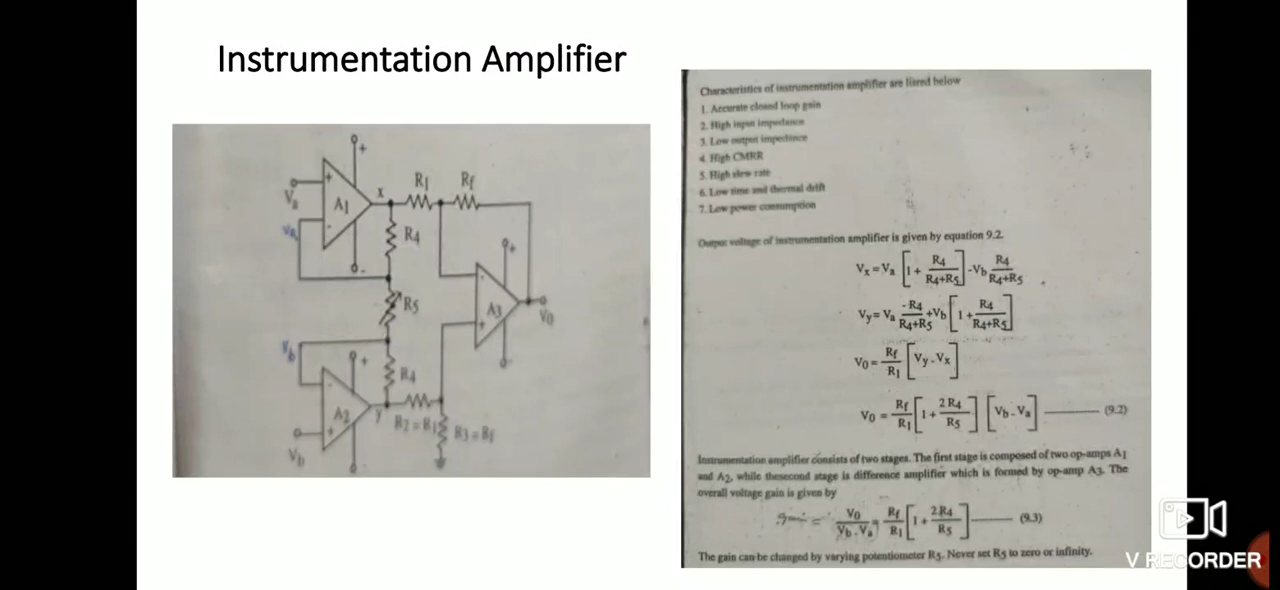 Instrumentation Amplifier
Va
va
A1
+
-
x
R1
Rf
R4
R5
A3
V0
Vb
R4
A2
y
R2 = R1
R3 = Rf
Vb
Characteristics of instrumentation amplifier are lisred below
1. Accurate closed loop gain
2. High input impedance
3. Low output impedance
4. High CMRR
5. High slew rate
6. Low time and thermal drift
7. Low power consumption
Output voltage of instrumentation amplifier is given by equation 9.2.
Vx = Va [1 + R4/R4+R5] -Vb R4/R4+R5
Vy = Va -R4/R4+R5 +Vb [1 + R4/R4+R5]
V0 = Rf/R1 [Vy - Vx]
V0 = Rf/R1 [1 + 2R4/R5] [Vb - Va] (9.2)
Instrumentation amplifier consists of two stages. The first stage is composed of two op-amps A1
and A2, while thesecond stage is difference amplifier which is formed by op-amp A3. The
overall voltage gain is given by
V0/Vb - Va = Rf/R1 [1 + 2R4/R5] (9.3)
The gain can be changed by varying potentiometer R5. Never set R5 to zero or infinity.
V RECORDER